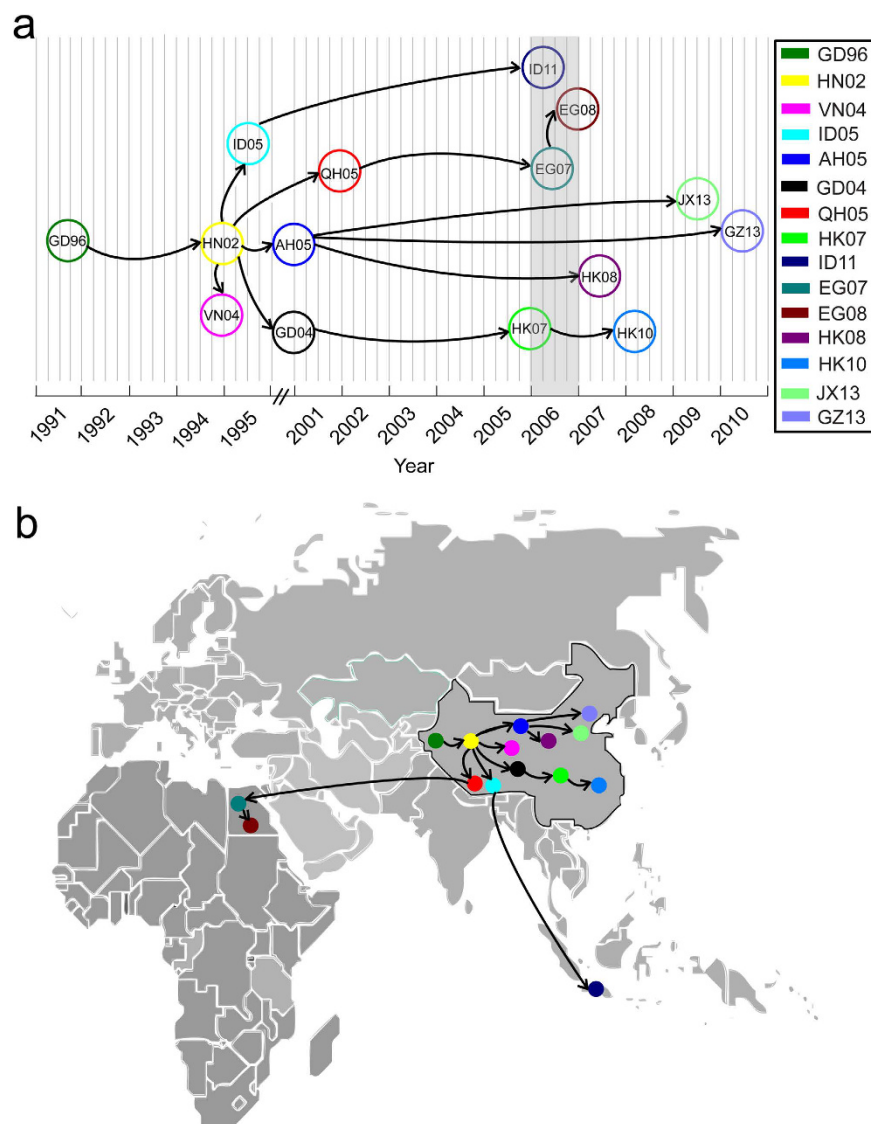 a
ID11
EG08
ID05
QH05
EG07
JX13
GD96
HN02
AH05
GZ13
HK08
VN04
GD04
HK07
HK10
1991
1992
1993
1994
1995
2001
2002
2003
2004
2005
2006
2007
2008
2009
2010
Year
GD96
HN02
VN04
ID05
AH05
GD04
QH05
HK07
ID11
EG07
EG08
HK08
HK10
JX13
GZ13
b